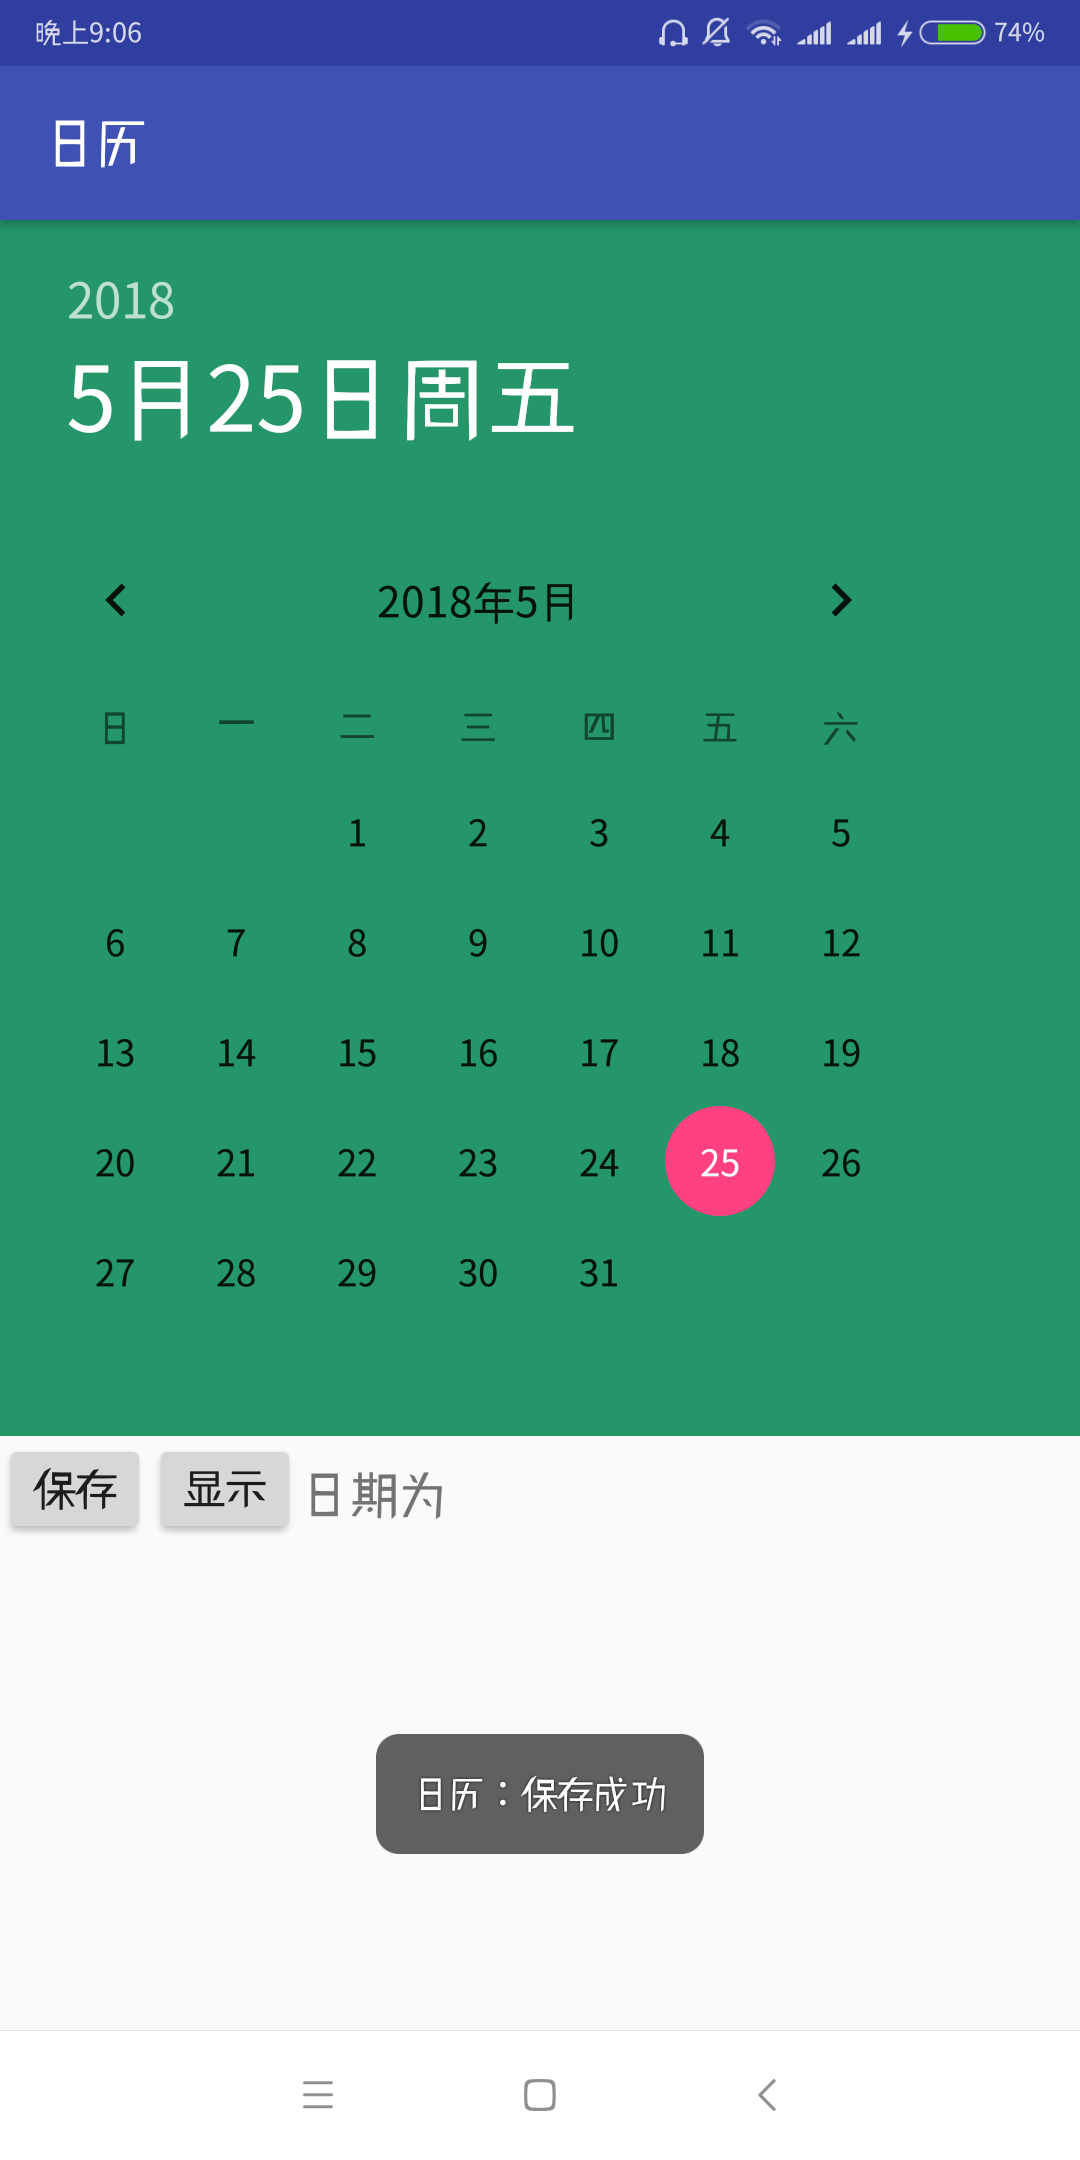 晚上9:06 74%
日历
2018
5月25日周五
2018年5月
日 一 二 三 四 五 六
1 2 3 4 5
6 7 8 9 10 11 12
13 14 15 16 17 18 19
20 21 22 23 24 25 26
27 28 29 30 31
保存 显示 日期为
日历：保存成功